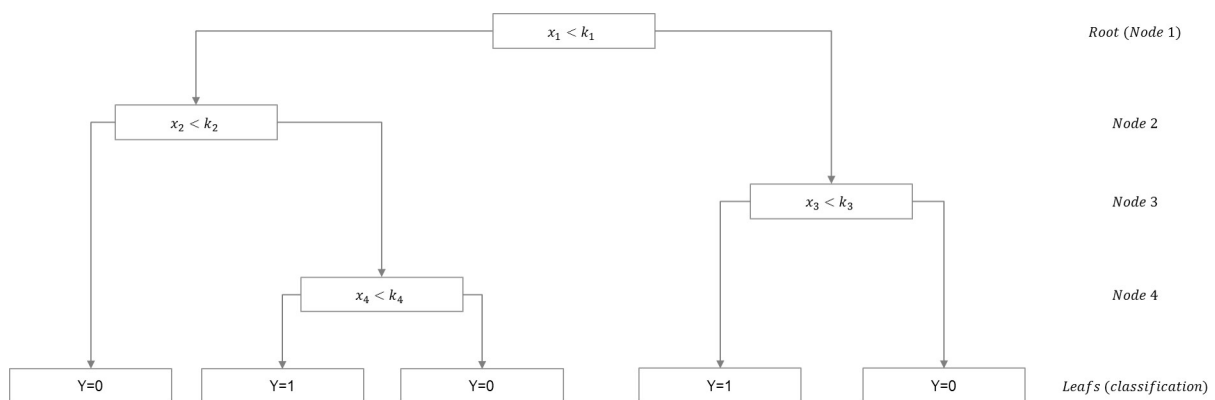 x₁ < k₁
Root (Node 1)
x₂ < k₂
Node 2
x₃ < k₃
Node 3
x₄ < k₄
Node 4
Y=0
Y=1
Y=0
Y=1
Y=0
Leafs (classification)